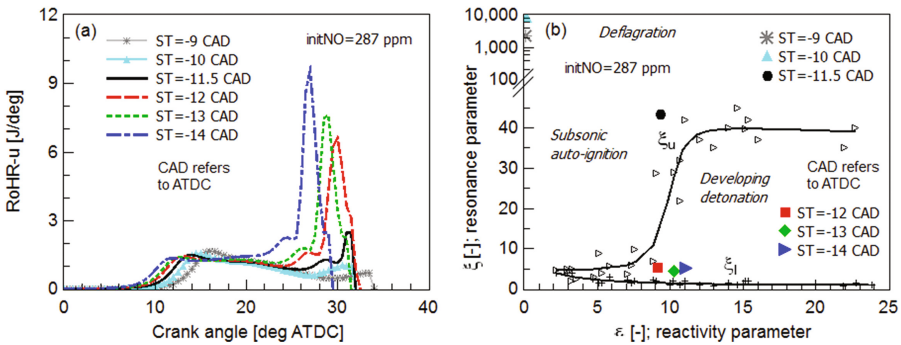 (a)
initNO=287 ppm
ST=-9 CAD
ST=-10 CAD
ST=-11.5 CAD
ST=-12 CAD
ST=-13 CAD
ST=-14 CAD
CAD refers
to ATDC
RoHR-u [J/deg]
12
9
6
3
0
0 10 20 30 40
Crank angle [deg ATDC]
(b)
Deflagration
initNO=287 ppm
ST=-9 CAD
ST=-10 CAD
ST=-11.5 CAD
Subsonic
auto-ignition
ξu
Developing
detonation
CAD refers
to ATDC
ST=-12 CAD
ST=-13 CAD
ST=-14 CAD
ξl
ξ [-]; resonance parameter
10,000
1,000
100
40
30
20
10
0
0 5 10 15 20 25
ε [-]; reactivity parameter